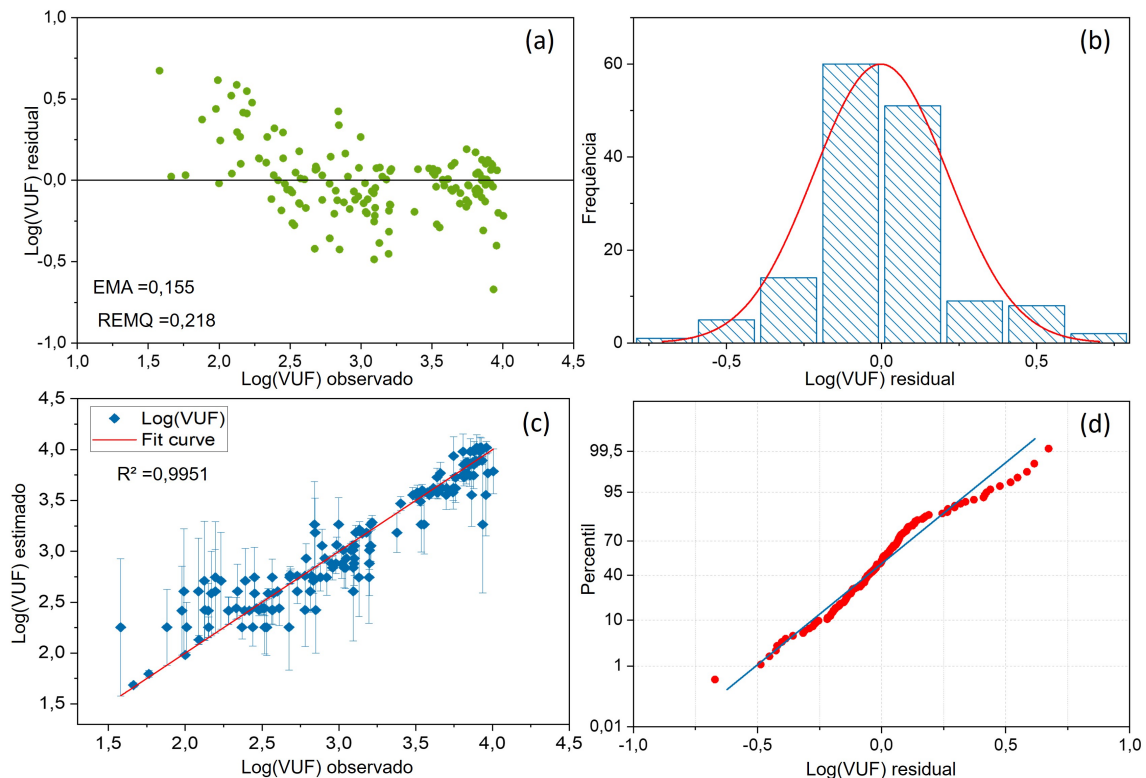 (a)
1,0
0,5
0,0
-0,5
-1,0
Log(VUF) residual
EMA =0,155
REMQ =0,218
1,0 1,5 2,0 2,5 3,0 3,5 4,0 4,5
Log(VUF) observado
(b)
60
40
20
0
Frequência
-0,5 0,0 0,5
Log(VUF) residual
(c)
4,5
4,0
3,5
3,0
2,5
2,0
1,5
Log(VUF) estimado
Log(VUF)
Fit curve
R² =0,9951
1,5 2,0 2,5 3,0 3,5 4,0 4,5
Log(VUF) observado
(d)
99,5
95
70
40
10
1
0,01
Percentil
-1,0 -0,5 0,0 0,5 1,0
Log(VUF) residual